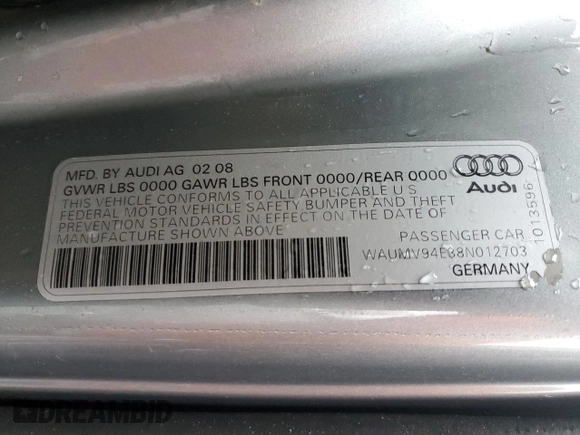 MFD. BY AUDI AG 02 08
GVWR LBS 0000 GAWR LBS FRONT 0000/REAR 0000
THIS VEHICLE CONFORMS TO ALL APPLICABLE U S
FEDERAL MOTOR VEHICLE SAFETY BUMPER AND THEFT
PREVENTION STANDARDS IN EFFECT ON THE DATE OF
MANUFACTURE SHOWN ABOVE
Audi
1013596
PASSENGER CAR
WAUMV94E88N012703
GERMANY
DREAMBID